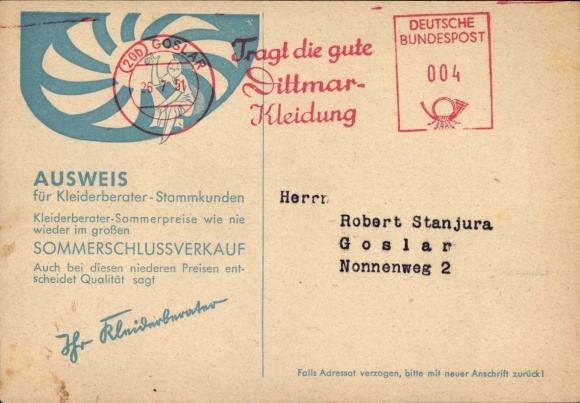 (20b) GOSLAR
26.7.51
Tragt die gute
Dittmar-
Kleidung
DEUTSCHE
BUNDESPOST
004
AUSWEIS
für Kleiderberater-Stammkunden
Kleiderberater-Sommerpreise wie nie
wieder im großen
SOMMERSCHLUSSVERKAUF
Auch bei diesen niederen Preisen ent-
scheidet Qualität sagt
Ihr Kleiderberater
Herrn
Robert Stanjura
Goslar
Nonnenweg 2
Falls Adressat verzogen, bitte mit neuer Anschrift zurück!